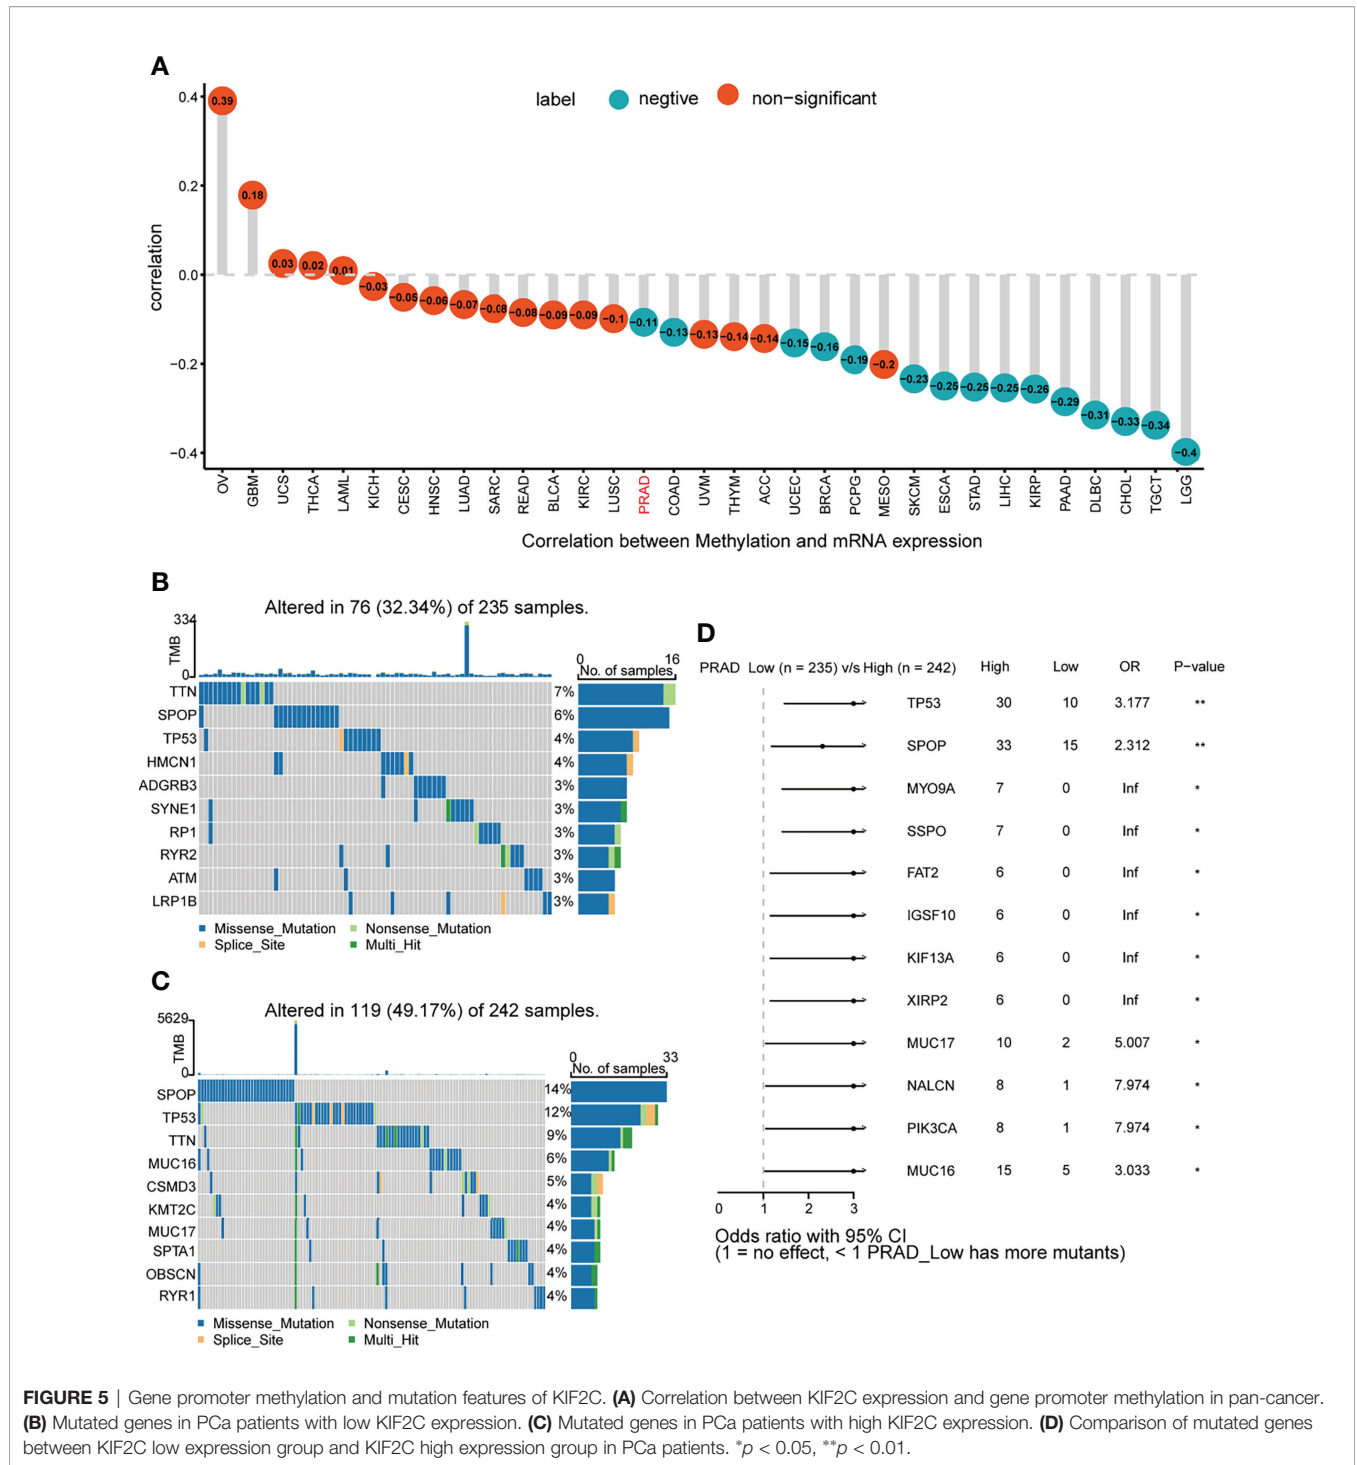 A
label negtive non−significant
correlation
0.4
0.2
0.0
−0.2
−0.4
0.39 0.18 0.03 0.02 0.01 −0.03 −0.05 −0.06 −0.07 −0.08 −0.08 −0.09 −0.09 −0.1 −0.11 −0.13 −0.13 −0.14 −0.14 −0.15 −0.16 −0.19 −0.2 −0.23 −0.25 −0.25 −0.25 −0.26 −0.29 −0.31 −0.33 −0.34 −0.4
OV GBM UCS THCA LAML KICH CESC HNSC LUAD SARC READ BLCA KIRC LUSC PRAD COAD UVM THYM ACC UCEC BRCA PCPG MESO SKCM ESCA STAD LIHC KIRP PAAD DLBC CHOL TGCT LGG
Correlation between Methylation and mRNA expression
B
Altered in 76 (32.34%) of 235 samples.
334
TMB
0
0 16
No. of samples
TTN 7%
SPOP 6%
TP53 4%
HMCN1 4%
ADGRB3 3%
SYNE1 3%
RP1 3%
RYR2 3%
ATM 3%
LRP1B 3%
Missense_Mutation Nonsense_Mutation
Splice_Site Multi_Hit
C
Altered in 119 (49.17%) of 242 samples.
5629
TMB
0
0 33
No. of samples
SPOP 14%
TP53 12%
TTN 9%
MUC16 6%
CSMD3 5%
KMT2C 4%
MUC17 4%
SPTA1 4%
OBSCN 4%
RYR1 4%
Missense_Mutation Nonsense_Mutation
Splice_Site Multi_Hit
D
PRAD Low (n = 235) v/s High (n = 242) High Low OR P−value
TP53 30 10 3.177 **
SPOP 33 15 2.312 **
MYO9A 7 0 Inf *
SSPO 7 0 Inf *
FAT2 6 0 Inf *
IGSF10 6 0 Inf *
KIF13A 6 0 Inf *
XIRP2 6 0 Inf *
MUC17 10 2 5.007 *
NALCN 8 1 7.974 *
PIK3CA 8 1 7.974 *
MUC16 15 5 3.033 *
0 1 2 3
Odds ratio with 95% CI
(1 = no effect, < 1 PRAD_Low has more mutants)
FIGURE 5 | Gene promoter methylation and mutation features of KIF2C. (A) Correlation between KIF2C expression and gene promoter methylation in pan-cancer.
(B) Mutated genes in PCa patients with low KIF2C expression. (C) Mutated genes in PCa patients with high KIF2C expression. (D) Comparison of mutated genes
between KIF2C low expression group and KIF2C high expression group in PCa patients. *p < 0.05, **p < 0.01.